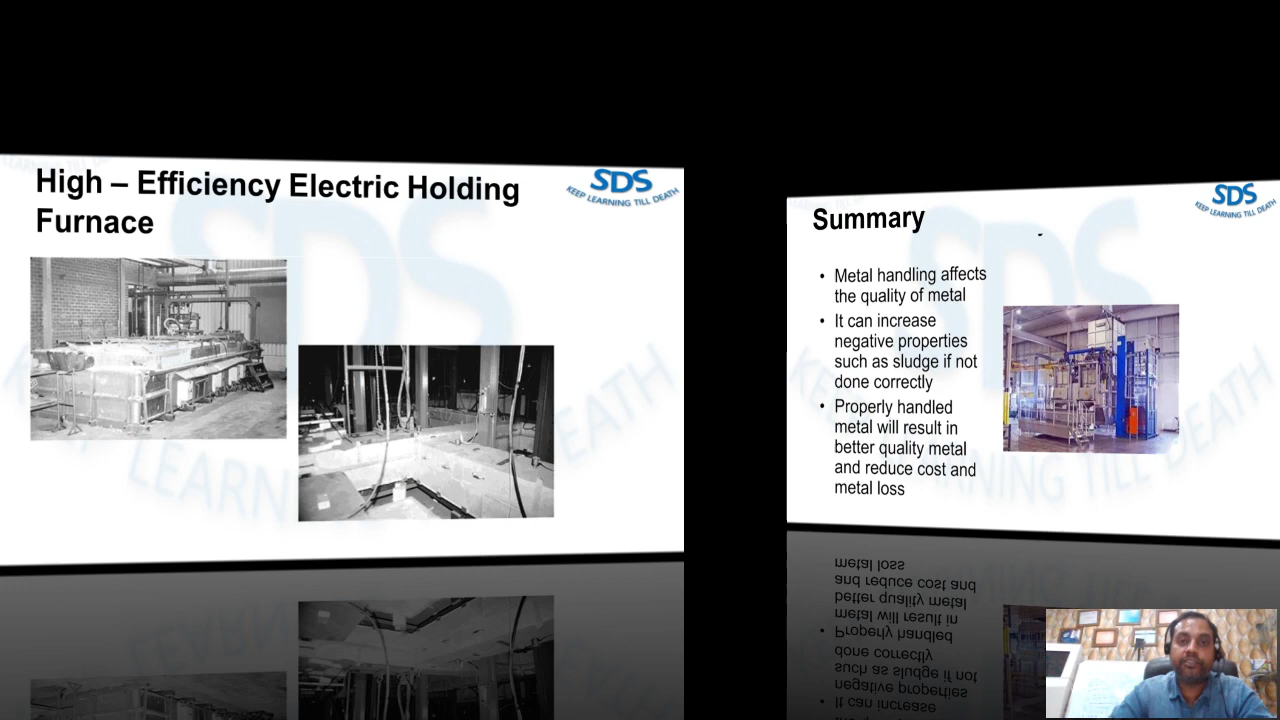 High – Efficiency Electric Holding
Furnace
SDS
KEEP LEARNING TILL DEATH
Summary
SDS
KEEP LEARNING TILL DEATH
• Metal handling affects
the quality of metal
• It can increase
negative properties
such as sludge if not
done correctly
• Properly handled
metal will result in
better quality metal
and reduce cost and
metal loss